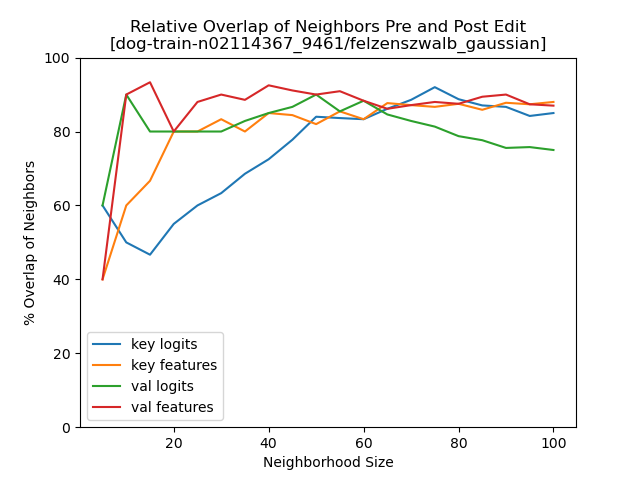 Relative Overlap of Neighbors Pre and Post Edit
[dog-train-n02114367_9461/felzenszwalb_gaussian]
100
80
60
40
20
0
% Overlap of Neighbors
key logits
key features
val logits
val features
20 40 60 80 100
Neighborhood Size